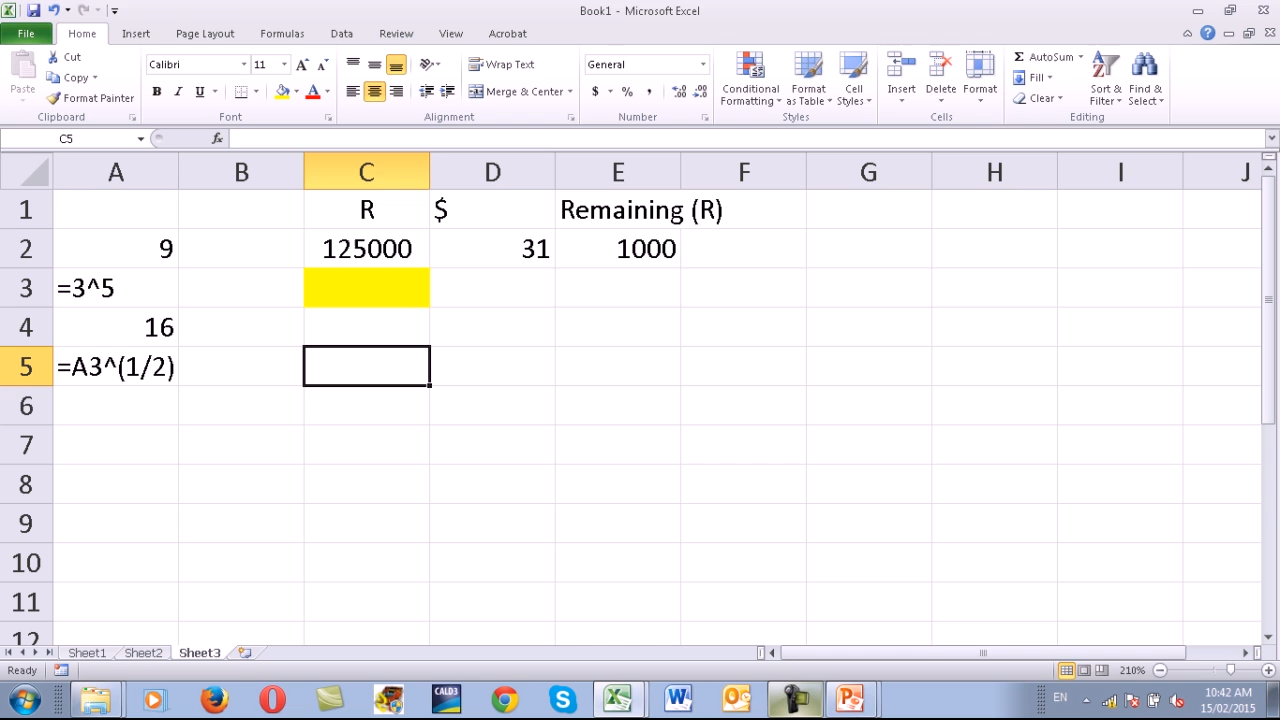 Book1 - Microsoft Excel
File Home Insert Page Layout Formulas Data Review View Acrobat
Cut Calibri 11 Wrap Text General AutoSum
Copy Fill
Paste Format Painter B I U Merge & Center $ % , Conditional Formatting Format as Table Cell Styles Insert Delete Format Clear Sort & Filter Find & Select
Clipboard Font Alignment Number Styles Cells Editing
C5 fx
A B C D E F G H I J
1 R $ Remaining (R)
2 9 125000 31 1000
3 =3^5
4 16
5 =A3^(1/2)
6
7
8
9
10
11
12
Sheet1 Sheet2 Sheet3
Ready 210%
CALD3 EN 10:42 AM
15/02/2015